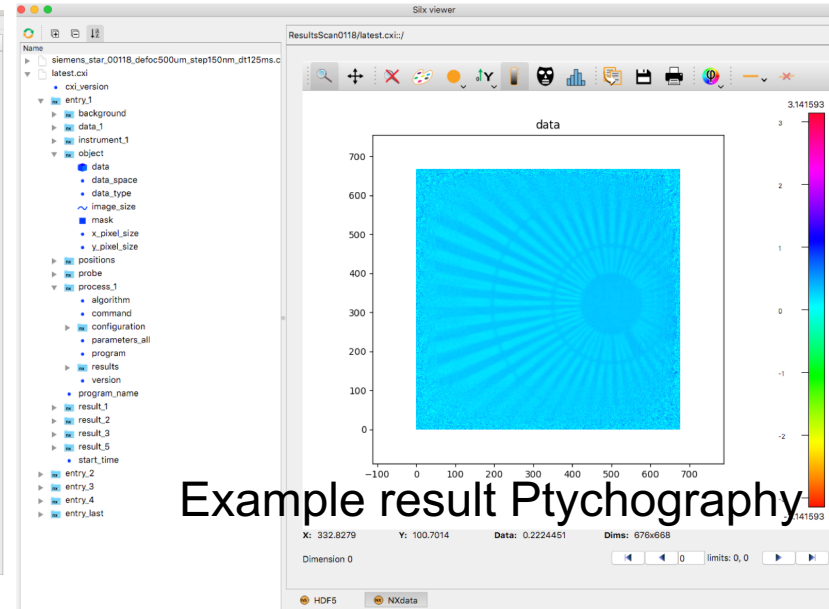 Silx viewer
Name
siemens_star_00118_defoc500um_step150nm_dt125ms.c
latest.cxi
cxi_version
entry_1
background
data_1
instrument_1
object
data
data_space
data_type
image_size
mask
x_pixel_size
y_pixel_size
positions
probe
process_1
algorithm
command
configuration
parameters_all
program
results
version
program_name
result_1
result_2
result_3
result_5
start_time
entry_2
entry_3
entry_4
entry_last
ResultsScan0118/latest.cxi::/
3.141593
data
700
600
500
400
300
200
100
0
−100 0 100 200 300 400 500 600 700
3
2
1
0
-1
-2
Example result Ptychography
.141593
X: 332.8279 Y: 100.7014 Data: 0.2224451 Dims: 676x668
Dimension 0 0 limits: 0, 0
HDF5 NXdata